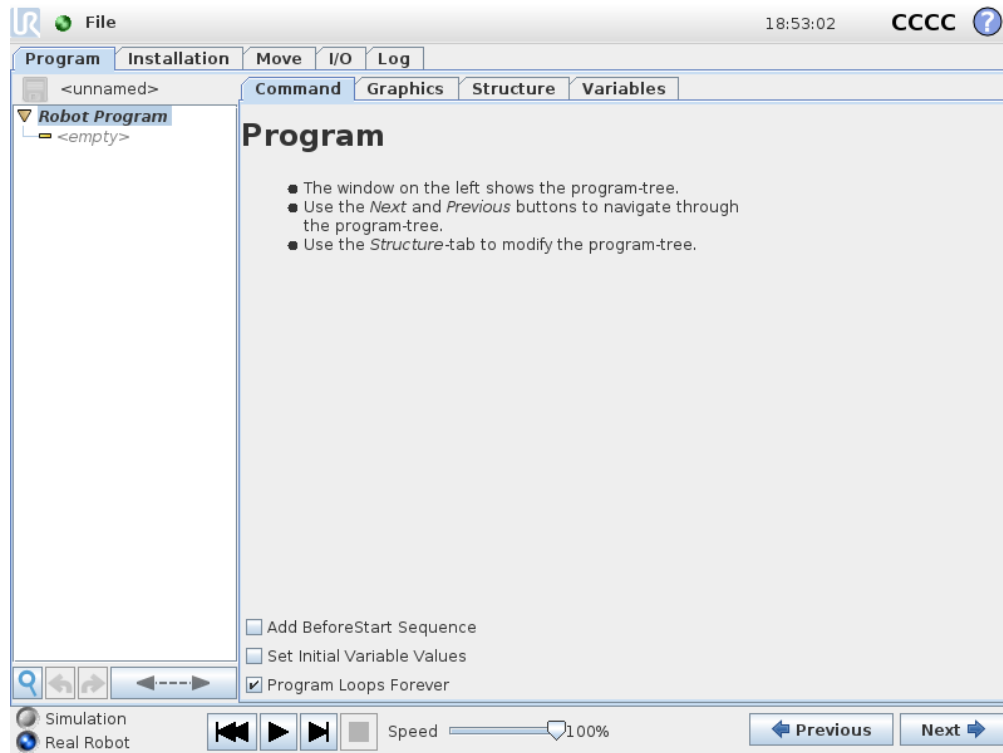 UR File 18:53:02 CCCC ?
Program Installation Move I/O Log
<unnamed> Command Graphics Structure Variables
Robot Program
<empty>
Program
The window on the left shows the program-tree.
Use the Next and Previous buttons to navigate through
the program-tree.
Use the Structure-tab to modify the program-tree.
Add BeforeStart Sequence
Set Initial Variable Values
Program Loops Forever
Simulation
Real Robot
Speed 100% Previous Next